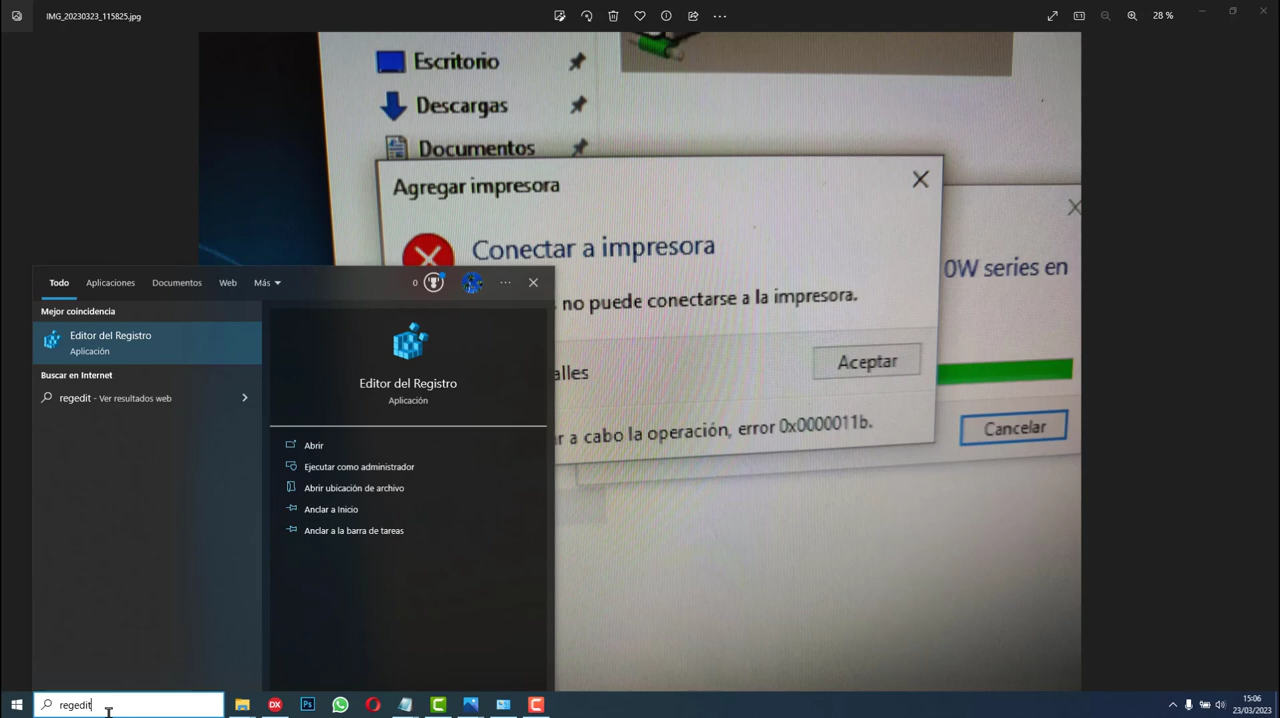 IMG_20230323_115825.jpg
28 %
Escritorio
Descargas
Documentos
Agregar impresora
Conectar a impresora
0W series en
no puede conectarse a la impresora.
alles
Aceptar
r a cabo la operación, error 0x0000011b.
Cancelar
Todo
Aplicaciones
Documentos
Web
Más
0
Mejor coincidencia
Editor del Registro
Aplicación
Buscar en Internet
regedit - Ver resultados web
Editor del Registro
Aplicación
Abrir
Ejecutar como administrador
Abrir ubicación de archivo
Anclar a Inicio
Anclar a la barra de tareas
regedit
DX
Ps
C
C
15:06
23/03/2023